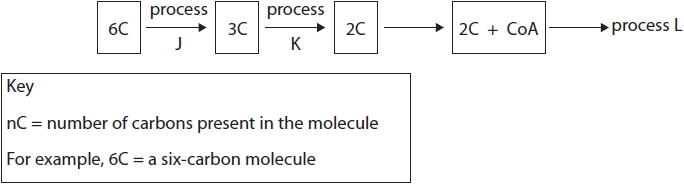 process process
6C 3C 2C 2C + CoA process L
J K
Key
nC = number of carbons present in the molecule
For example, 6C = a six-carbon molecule